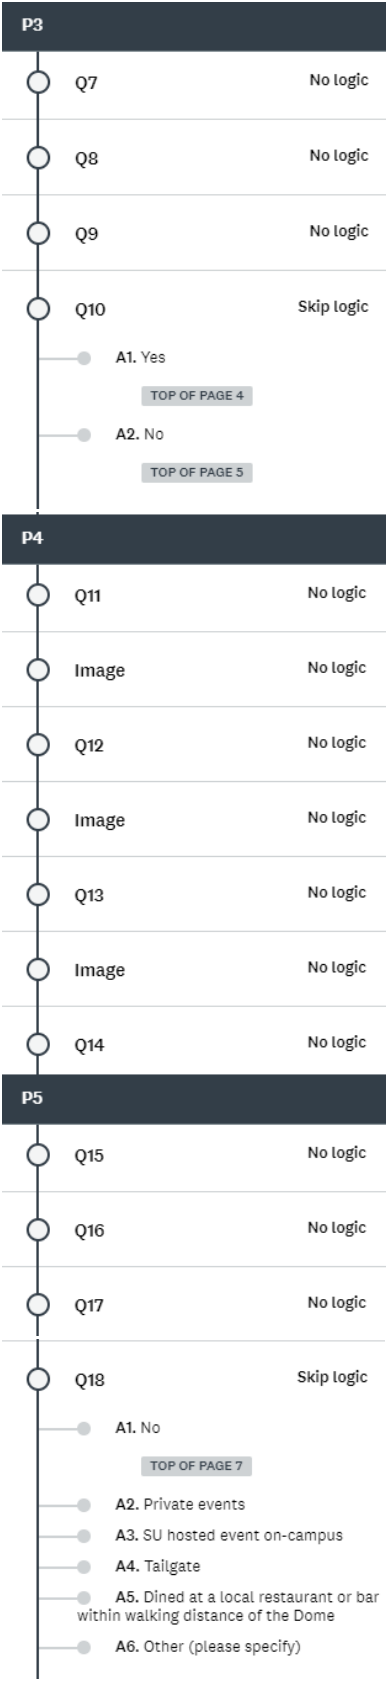 P3
Q7 No logic
Q8 No logic
Q9 No logic
Q10 Skip logic
A1. Yes
TOP OF PAGE 4
A2. No
TOP OF PAGE 5
P4
Q11 No logic
Image No logic
Q12 No logic
Image No logic
Q13 No logic
Image No logic
Q14 No logic
P5
Q15 No logic
Q16 No logic
Q17 No logic
Q18 Skip logic
A1. No
TOP OF PAGE 7
A2. Private events
A3. SU hosted event on-campus
A4. Tailgate
A5. Dined at a local restaurant or bar
within walking distance of the Dome
A6. Other (please specify)